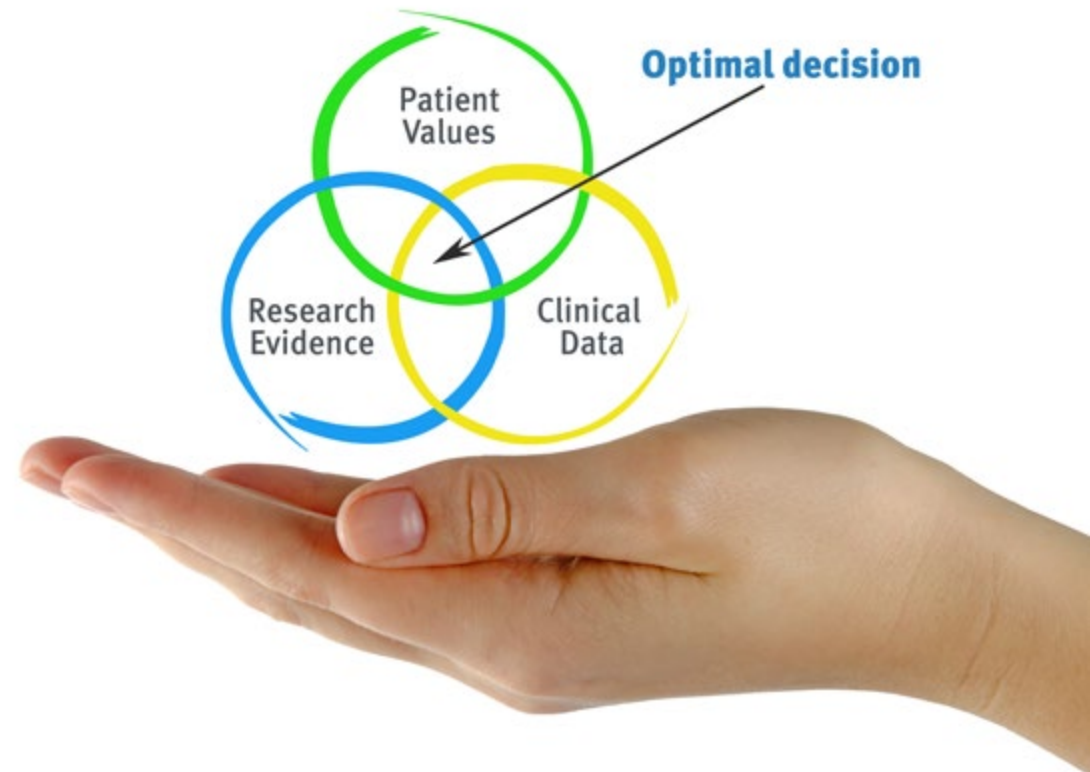 Optimal decision
Patient
Values
Research
Evidence
Clinical
Data